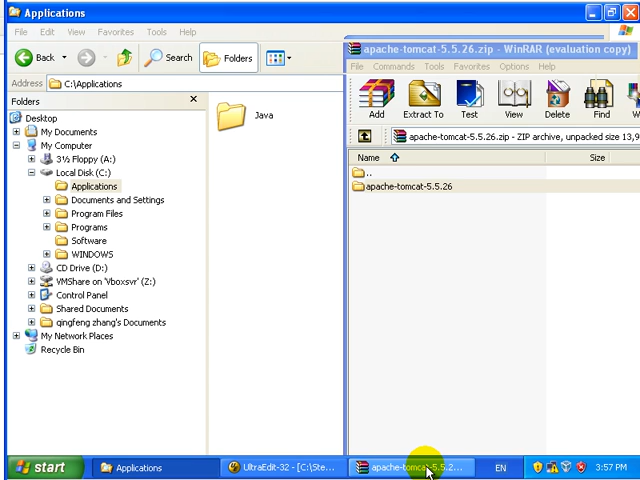 Applications
File Edit View Favorites Tools Help
Back Search Folders
Address C:\Applications
Folders
Desktop
My Documents
My Computer
3½ Floppy (A:)
Local Disk (C:)
Applications
Documents and Settings
Program Files
Programs
Software
WINDOWS
CD Drive (D:)
VMShare on 'Vboxsvr' (Z:)
Control Panel
Shared Documents
qingfeng zhang's Documents
My Network Places
Recycle Bin
Java
apache-tomcat-5.5.26.zip - WinRAR (evaluation copy)
File Commands Tools Favorites Options Help
Add Extract To Test View Delete Find
apache-tomcat-5.5.26.zip - ZIP archive, unpacked size 13,9
Name Size
..
apache-tomcat-5.5.26
start Applications UltraEdit-32 - [C:\Ste... apache-tomcat-5.5.2... EN 3:57 PM